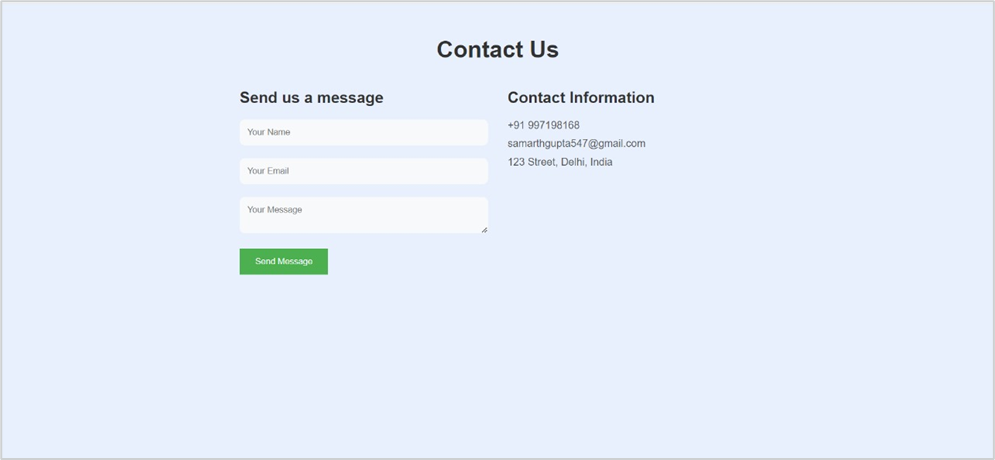 Contact Us
Send us a message
Your Name
Your Email
Your Message
Send Message
Contact Information
+91 997198168
samarthgupta547@gmail.com
123 Street, Delhi, India